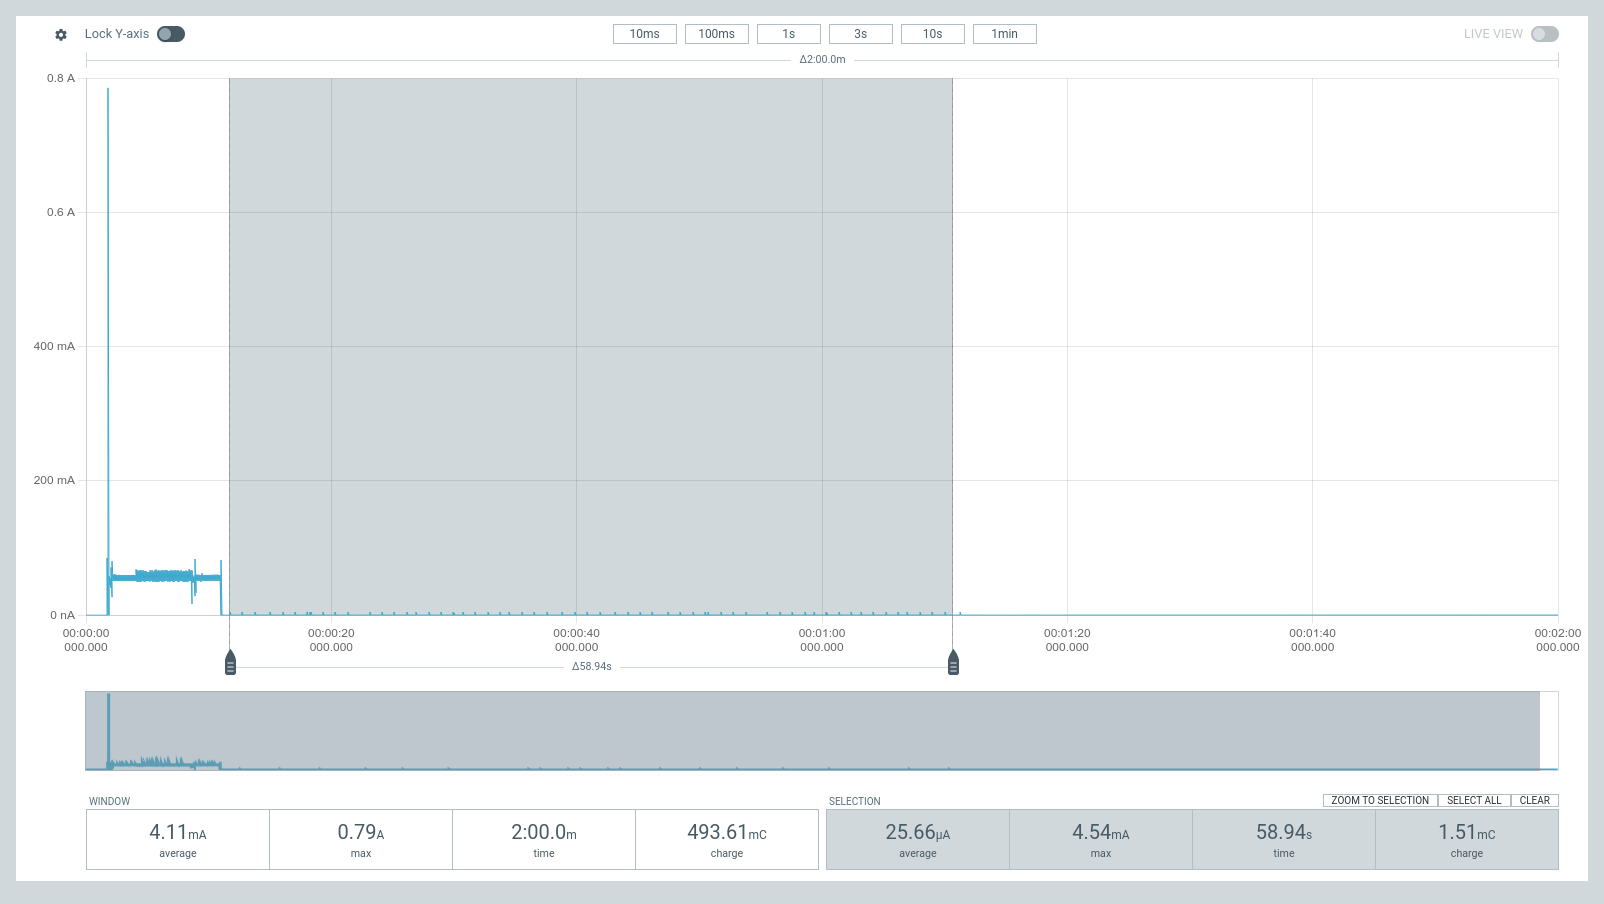 Lock Y-axis
10ms 100ms 1s 3s 10s 1min
LIVE VIEW
Δ2:00.0m
0.8 A
0.6 A
400 mA
200 mA
0 nA
00:00:00 00:00:20 00:00:40 00:01:00 00:01:20 00:01:40 00:02:00
000.000 000.000 000.000 000.000 000.000 000.000 000.000
Δ58.94s
WINDOW
4.11mA 0.79A 2:00.0m 493.61mC
average max time charge
SELECTION
ZOOM TO SELECTION SELECT ALL CLEAR
25.66μA 4.54mA 58.94s 1.51mC
average max time charge